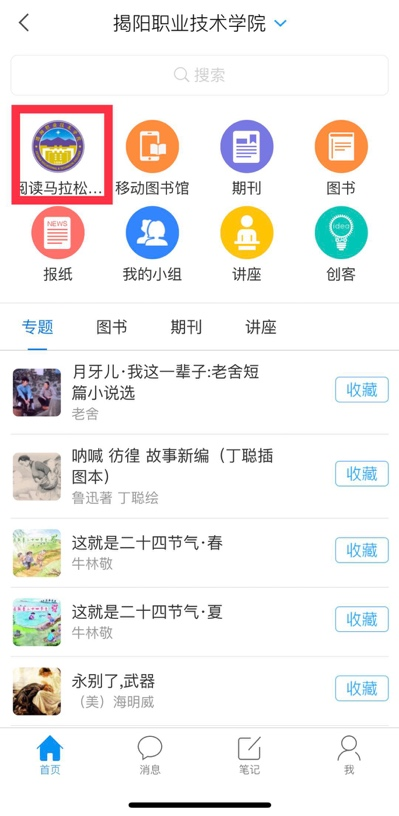 揭阳职业技术学院
搜索
阅读马拉松... 移动图书馆 期刊 图书
NEWS idea
报纸 我的小组 讲座 创客
专题 图书 期刊 讲座
月牙儿·我这一辈子:老舍短
篇小说选
老舍
收藏
呐喊 彷徨 故事新编（丁聪插
图本）
鲁迅著 丁聪绘
收藏
这就是二十四节气·春
牛林敬
收藏
这就是二十四节气·夏
牛林敬
收藏
永别了,武器
（美）海明威
收藏
首页 消息 笔记 我